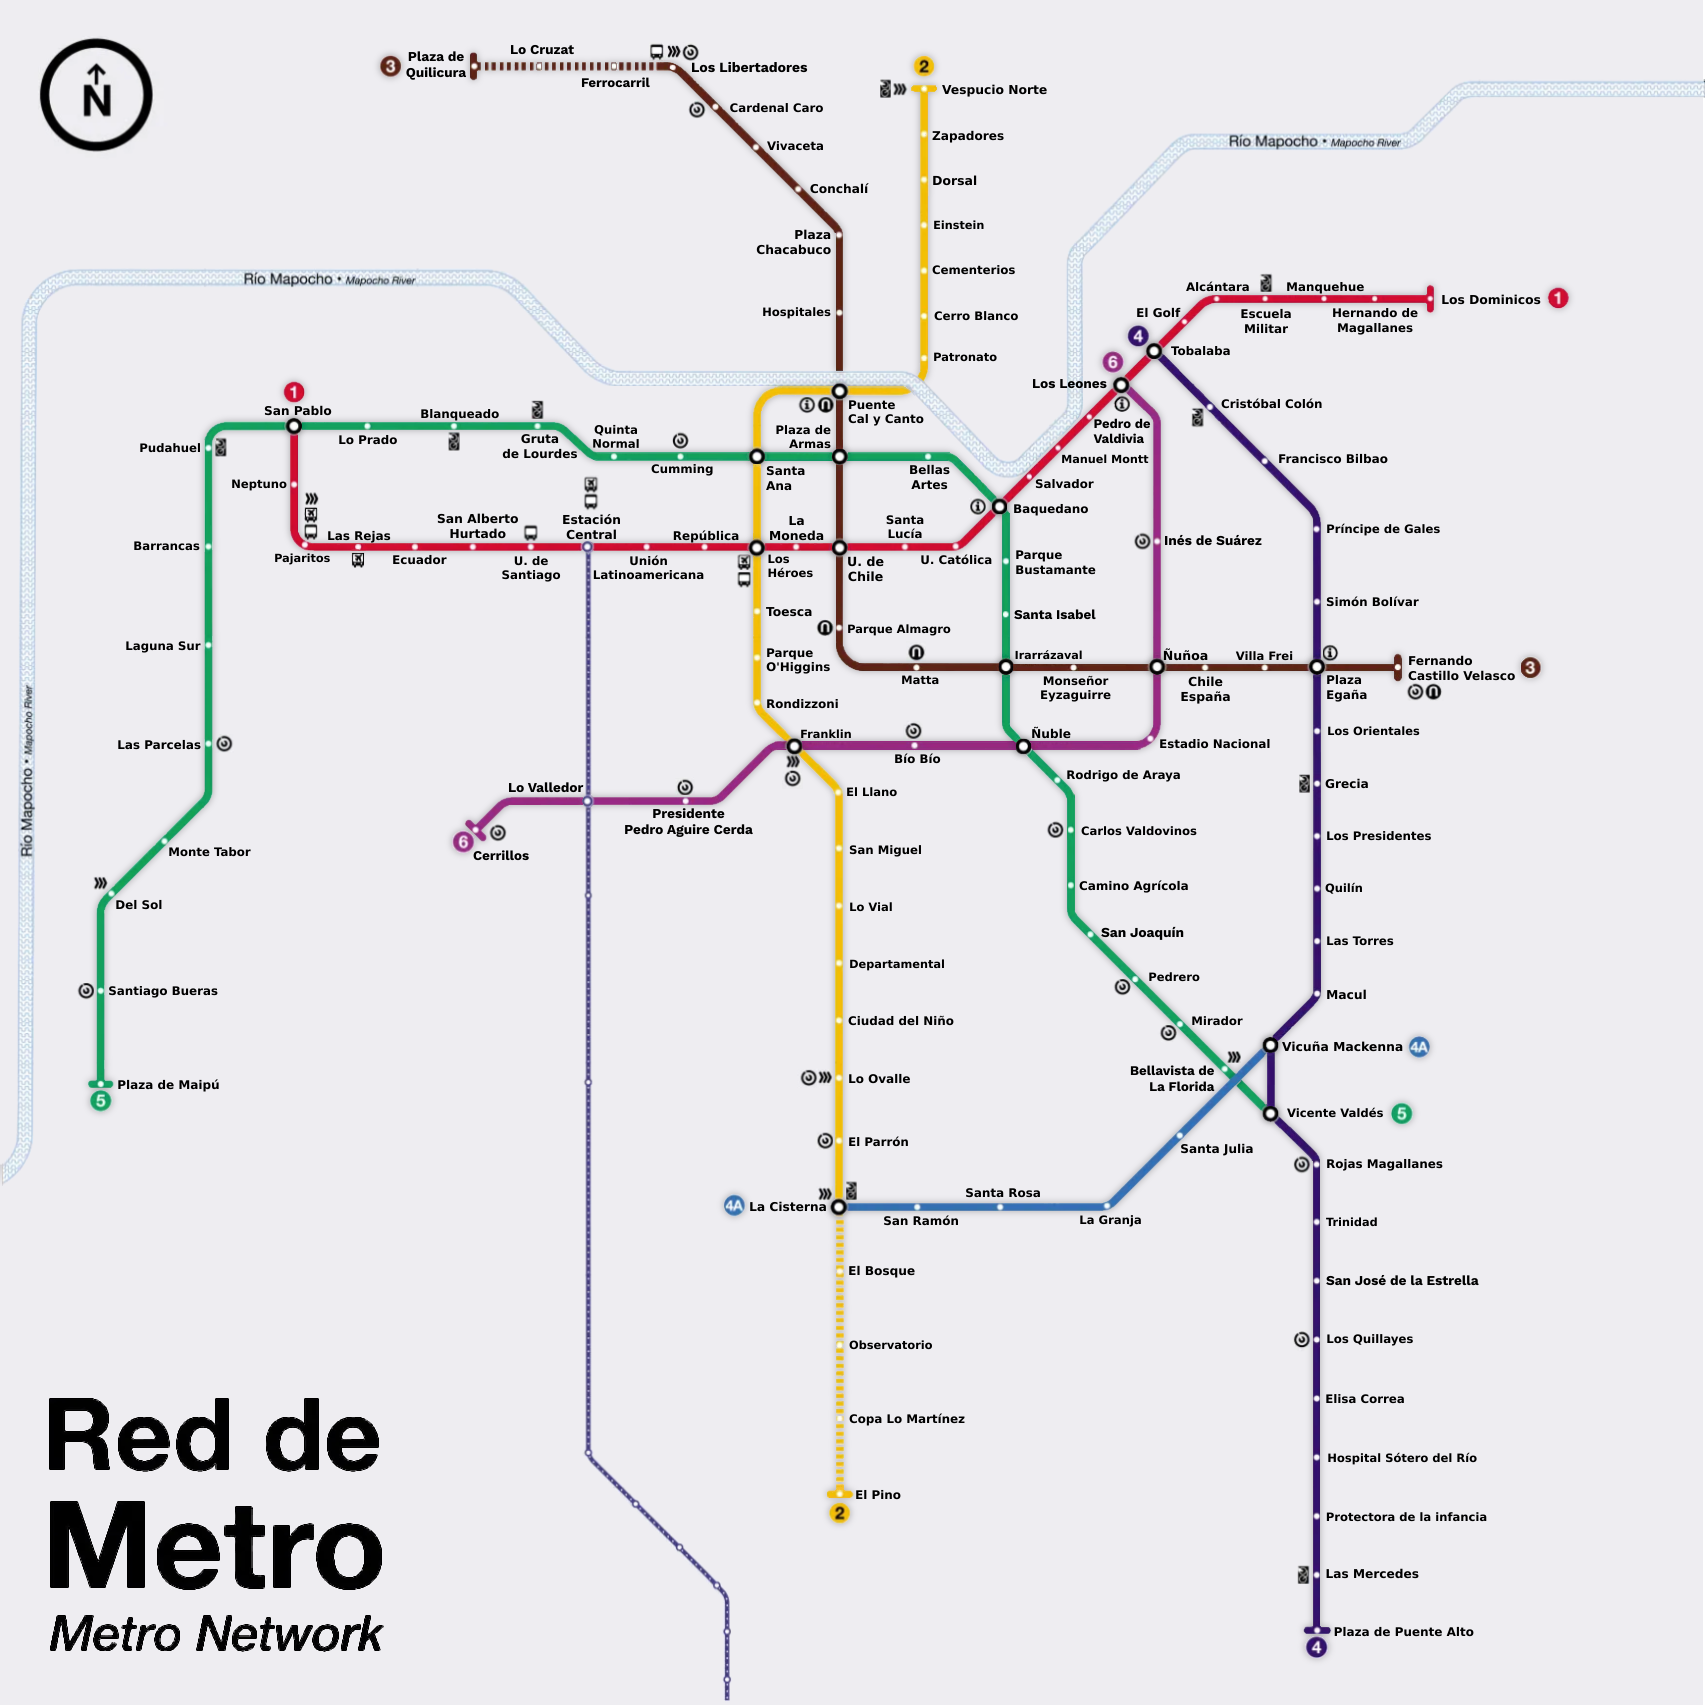 N
3
Plaza de
Quilicura
Lo Cruzat
Ferrocarril
Los Libertadores
Cardenal Caro
Vivaceta
Conchalí
Plaza
Chacabuco
Hospitales
2
Vespucio Norte
Zapadores
Dorsal
Einstein
Cementerios
Cerro Blanco
Patronato
Río Mapocho • Mapocho River
Río Mapocho • Mapocho River
Río Mapocho • Mapocho River
Alcántara
Manquehue
El Golf
Escuela
Militar
Hernando de
Magallanes
Los Dominicos
1
4
Tobalaba
6
Los Leones
Pedro de
Valdivia
Manuel Montt
Salvador
Baquedano
Cristóbal Colón
Francisco Bilbao
Príncipe de Gales
Simón Bolívar
1
San Pablo
Lo Prado
Blanqueado
Gruta
de Lourdes
Quinta
Normal
Cumming
Santa
Ana
Plaza de
Armas
Puente
Cal y Canto
Bellas
Artes
Pudahuel
Neptuno
Barrancas
Laguna Sur
Las Parcelas
Monte Tabor
Del Sol
Santiago Bueras
Plaza de Maipú
5
Pajaritos
Las Rejas
Ecuador
San Alberto
Hurtado
U. de
Santiago
Estación
Central
Unión
Latinoamericana
República
Los
Héroes
La
Moneda
U. de
Chile
Santa
Lucía
U. Católica
Parque
Bustamante
Santa Isabel
Inés de Suárez
Toesca
Parque
O'Higgins
Rondizzoni
Parque Almagro
Matta
Irarrázaval
Monseñor
Eyzaguirre
Ñuñoa
Chile
España
Villa Frei
Plaza
Egaña
Fernando
Castillo Velasco
3
Franklin
Bío Bío
Ñuble
Estadio Nacional
Lo Valledor
Presidente
Pedro Aguire Cerda
6
Cerrillos
El Llano
San Miguel
Lo Vial
Departamental
Ciudad del Niño
Lo Ovalle
El Parrón
4A
La Cisterna
El Bosque
Observatorio
Copa Lo Martínez
El Pino
2
Rodrigo de Araya
Carlos Valdovinos
Camino Agrícola
San Joaquín
Pedrero
Mirador
Bellavista de
La Florida
Los Orientales
Grecia
Los Presidentes
Quilín
Las Torres
Macul
Vicuña Mackenna
4A
Vicente Valdés
5
Santa Julia
La Granja
Santa Rosa
San Ramón
Rojas Magallanes
Trinidad
San José de la Estrella
Los Quillayes
Elisa Correa
Hospital Sótero del Río
Protectora de la infancia
Las Mercedes
Plaza de Puente Alto
4
Red de
Metro
Metro Network